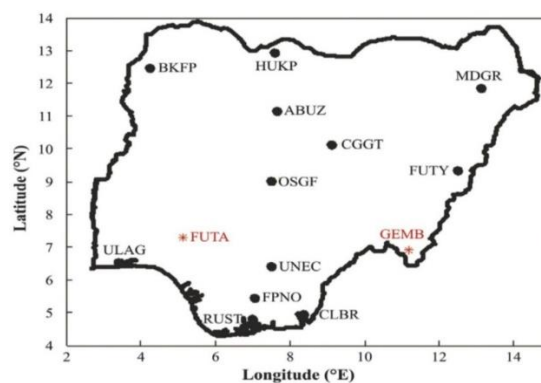 14
13
12
11
10
9
8
7
6
5
4
Latitude (°N)
BKFP
HUKP
MDGR
ABUZ
CGGT
FUTY
OSGF
FUTA
GEMB
ULAG
UNEC
FPNO
RUST
CLBR
2 4 6 8 10 12 14
Longitude (°E)